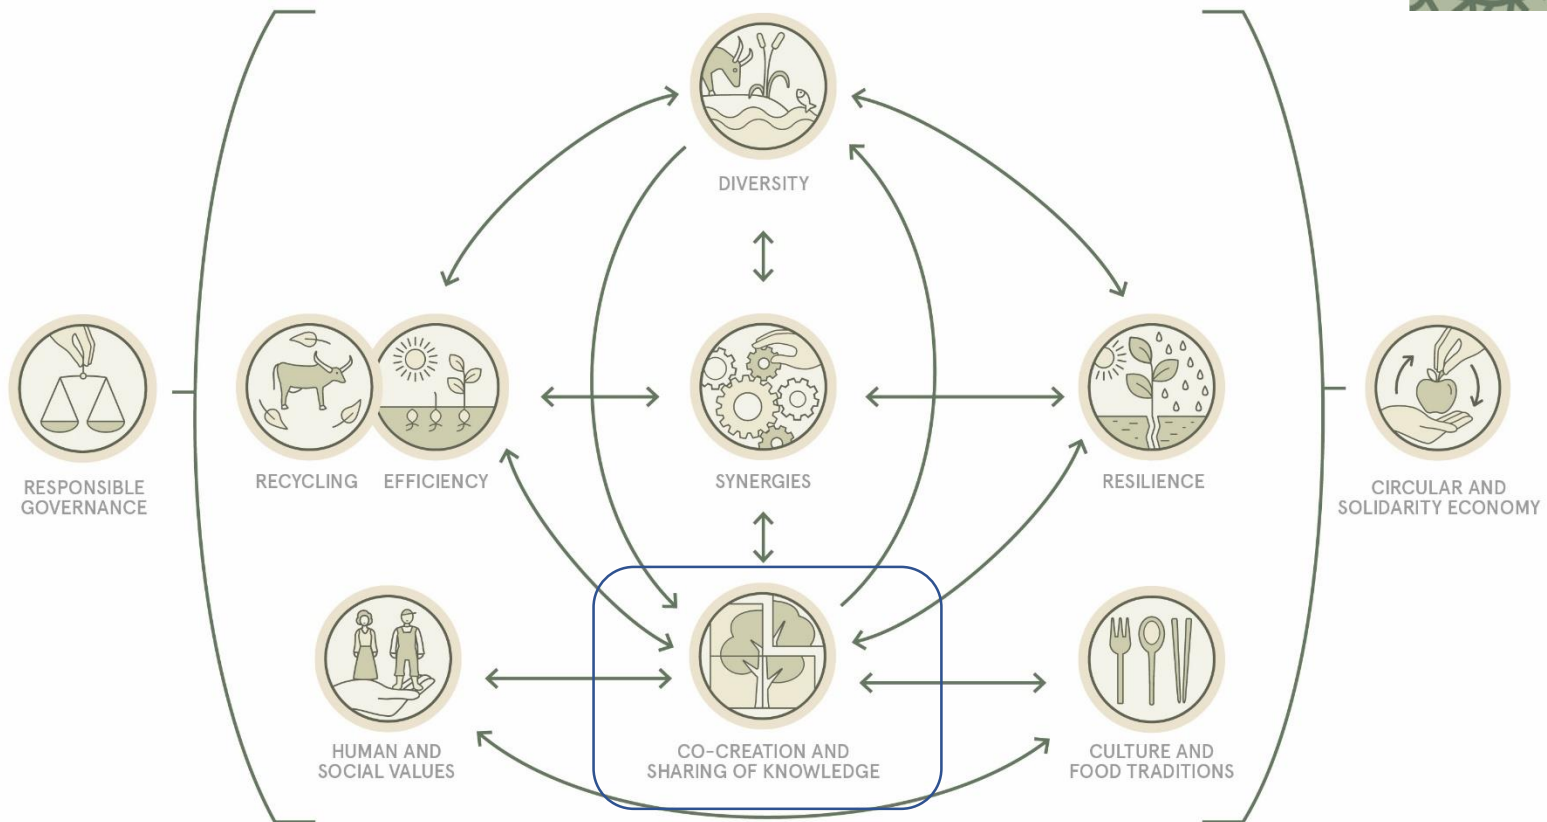 DIVERSITY
RESPONSIBLE
GOVERNANCE
RECYCLING
EFFICIENCY
SYNERGIES
RESILIENCE
CIRCULAR AND
SOLIDARITY ECONOMY
HUMAN AND
SOCIAL VALUES
CO-CREATION AND
SHARING OF KNOWLEDGE
CULTURE AND
FOOD TRADITIONS